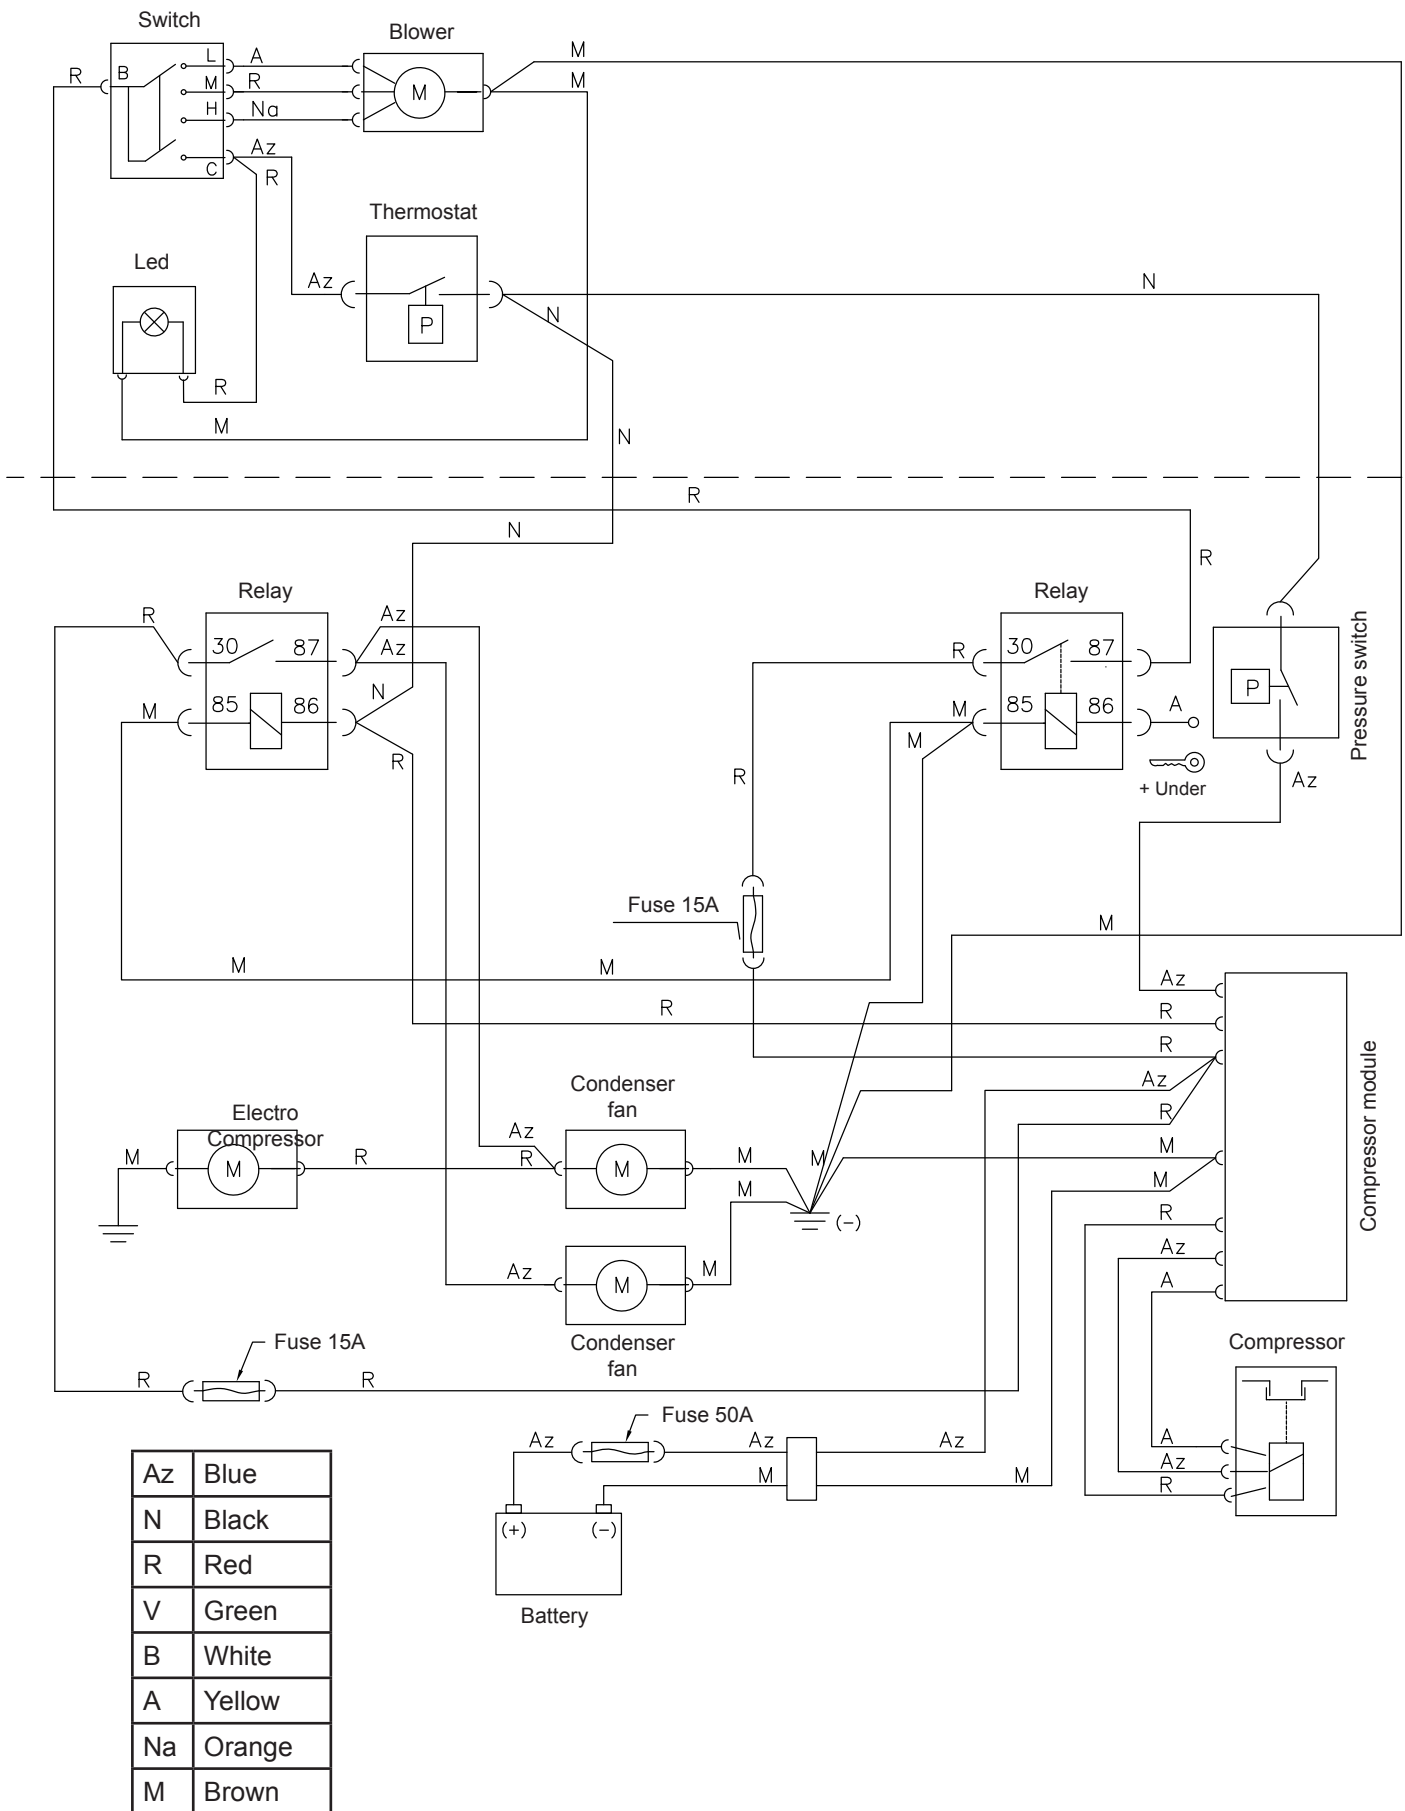 Switch
Blower
M
R
B
L
A
M
R
M
M
H
Na
Az
C
R
Thermostat
Led
Az
N
P
N
R
M
N
R
N
R
Relay
Relay
R
Az
30
87
Az
R
30
87
N
M
85
86
M
85
86
A
M
R
P
Pressure switch
R
+ Under
Az
Fuse 15A
M
M
M
Az
R
R
R
Condenser
fan
Az
R
Electro
Compressor
Az
M
M
R
R
M
M
M
M
M
M
(-)
R
Az
Az
M
M
A
Compressor module
Condenser
fan
Fuse 15A
R
R
Compressor
Fuse 50A
Az
Az
Az
M
M
A
Az
R
(+)
(-)
Battery
Az Blue
N Black
R Red
V Green
B White
A Yellow
Na Orange
M Brown